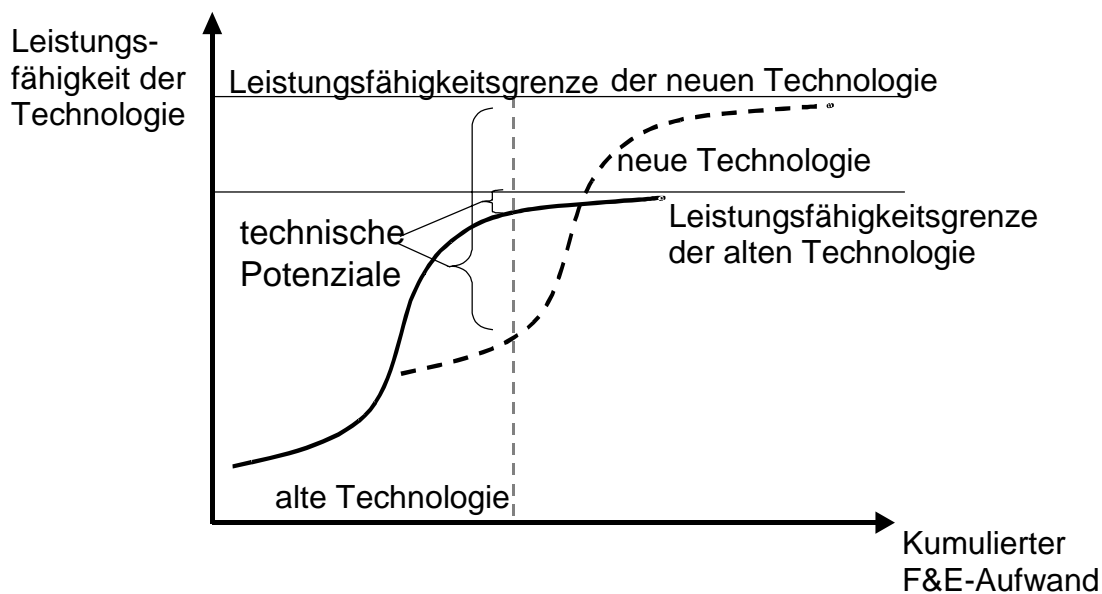 Leistungs-
fähigkeit der
Technologie
Leistungsfähigkeitsgrenze der neuen Technologie
neue Technologie
Leistungsfähigkeitsgrenze
der alten Technologie
technische
Potenziale
alte Technologie
Kumulierter
F&E-Aufwand